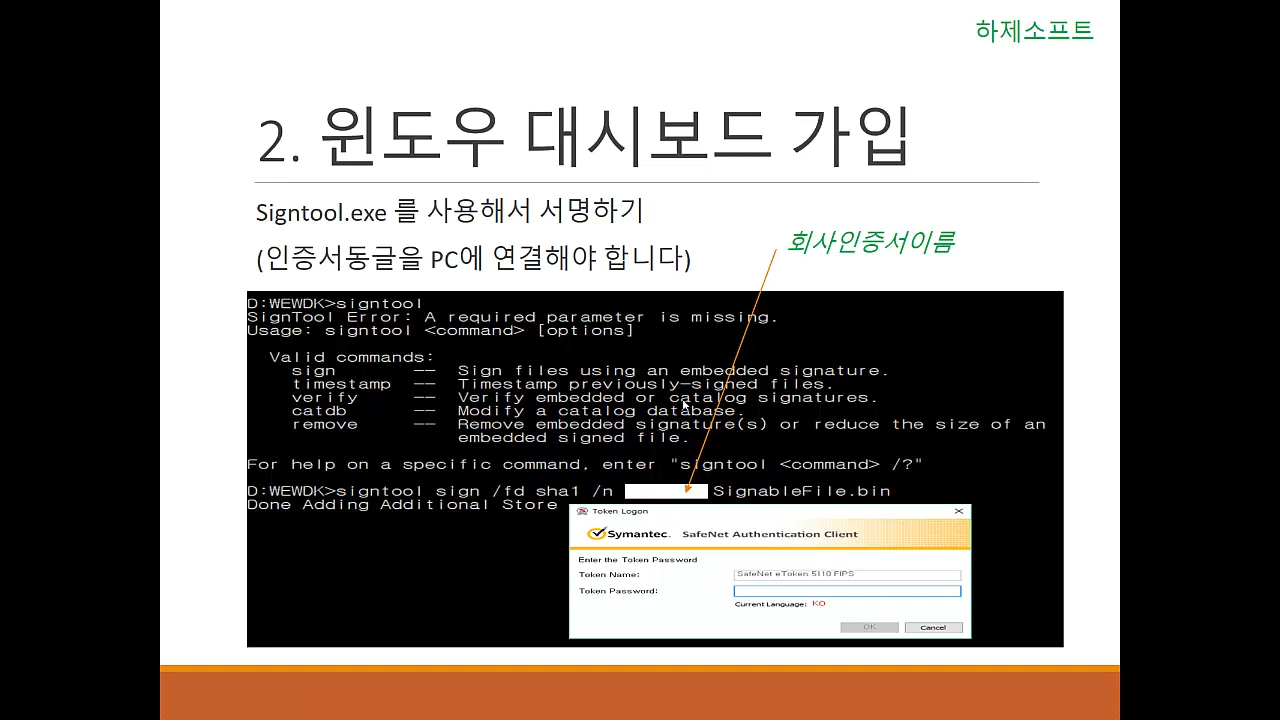 하제소프트
2. 윈도우 대시보드 가입
Signtool.exe 를 사용해서 서명하기
(인증서동글을 PC에 연결해야 합니다)
회사인증서이름
D:₩EWDK>signtool
SignTool Error: A required parameter is missing.
Usage: signtool <command> [options]
Valid commands:
sign -- Sign files using an embedded signature.
timestamp -- Timestamp previously-signed files.
verify -- Verify embedded or catalog signatures.
catdb -- Modify a catalog database.
remove -- Remove embedded signature(s) or reduce the size of an
embedded signed file.
For help on a specific command, enter "signtool <command> /?"
D:₩EWDK>signtool sign /fd sha1 /n SignableFile.bin
Done Adding Additional Store
Token Logon
Symantec. SafeNet Authentication Client
Enter the Token Password
Token Name: SafeNet eToken 5110 FIPS
Token Password:
Current Language: KO
OK Cancel